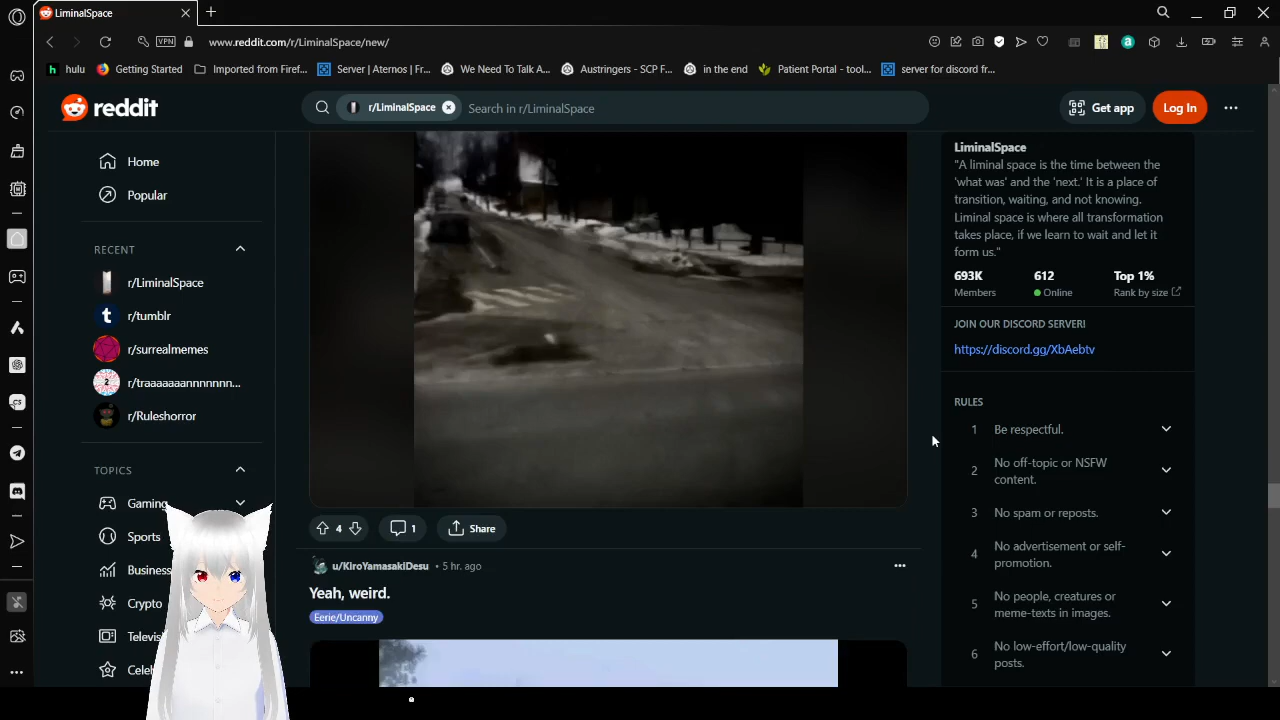 LiminalSpace
VPN
www.reddit.com/r/LiminalSpace/new/
hulu
Getting Started
Imported from Firef...
Server | Aternos | Fr...
We Need To Talk A...
Austringers - SCP F...
in the end
Patient Portal - tool...
server for discord fr...
reddit
r/LiminalSpace
Search in r/LiminalSpace
Get app
Log In
Home
Popular
RECENT
r/LiminalSpace
r/tumblr
r/surrealmemes
r/traaaaaaannnnnnn...
r/Ruleshorror
TOPICS
Gaming
Sports
Business
Crypto
Televis
Celeb
4
1
Share
u/KiroYamasakiDesu • 5 hr. ago
Yeah, weird.
Eerie/Uncanny
LiminalSpace
"A liminal space is the time between the
'what was' and the 'next.' It is a place of
transition, waiting, and not knowing.
Liminal space is where all transformation
takes place, if we learn to wait and let it
form us."
693K
Members
612
Online
Top 1%
Rank by size
JOIN OUR DISCORD SERVER!
https://discord.gg/XbAebtv
RULES
1 Be respectful.
2 No off-topic or NSFW
content.
3 No spam or reposts.
4 No advertisement or self-
promotion.
5 No people, creatures or
meme-texts in images.
6 No low-effort/low-quality
posts.